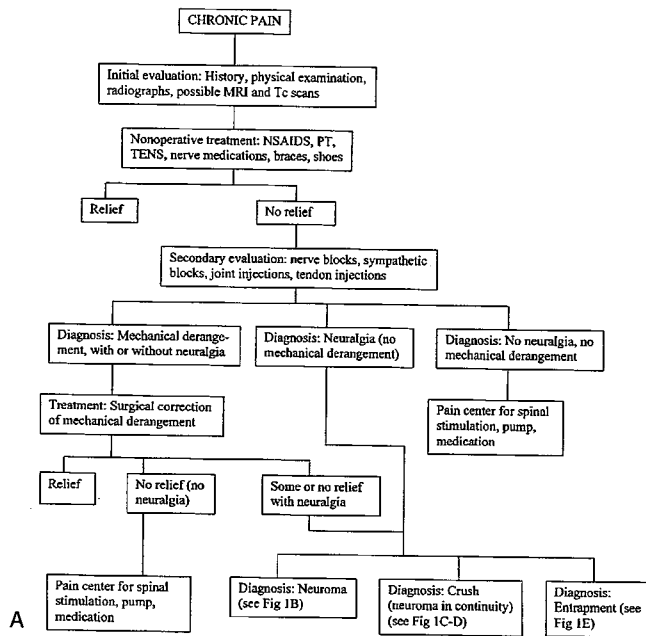 CHRONIC PAIN
Initial evaluation: History, physical examination,
radiographs, possible MRI and Tc scans
Nonoperative treatment: NSAIDS, PT,
TENS, nerve medications, braces, shoes
Relief
No relief
Secondary evaluation: nerve blocks, sympathetic
blocks, joint injections, tendon injections
Diagnosis: Mechanical derange-
ment, with or without neuralgia
Diagnosis: Neuralgia (no
mechanical derangement)
Diagnosis: No neuralgia, no
mechanical derangement
Treatment: Surgical correction
of mechanical derangement
Pain center for spinal
stimulation, pump,
medication
Relief
No relief (no
neuralgia)
Some or no relief
with neuralgia
Pain center for spinal
stimulation, pump,
medication
Diagnosis: Neuroma
(see Fig 1B)
Diagnosis: Crush
(neuroma in continuity)
(see Fig 1C-D)
Diagnosis:
Entrapment (see
Fig 1E)
A